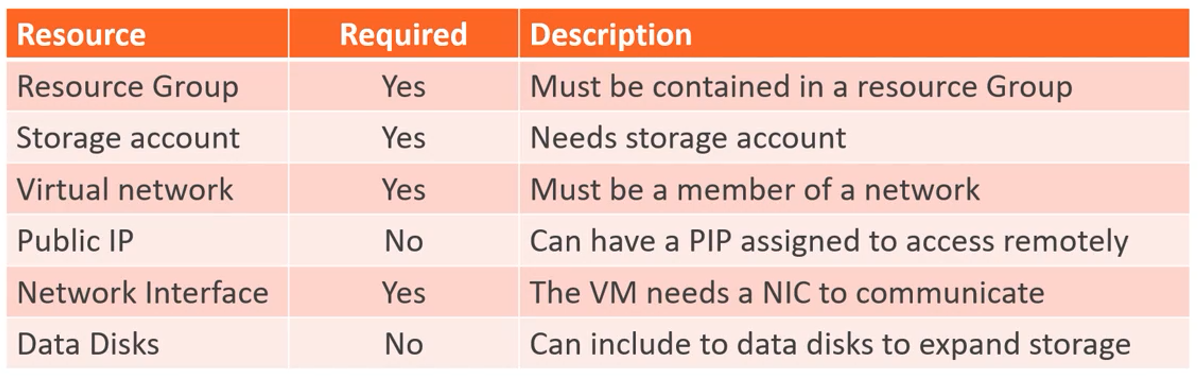 Resource Required Description
Resource Group Yes Must be contained in a resource Group
Storage account Yes Needs storage account
Virtual network Yes Must be a member of a network
Public IP No Can have a PIP assigned to access remotely
Network Interface Yes The VM needs a NIC to communicate
Data Disks No Can include to data disks to expand storage